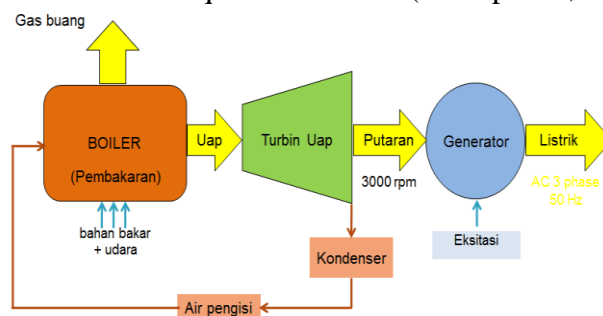 Gas buang
BOILER
(Pembakaran)
Uap
Turbin Uap
Putaran
3000 rpm
Generator
Listrik
AC 3 phase
50 Hz
bahan bakar
+ udara
Eksitasi
Kondenser
Air pengisi